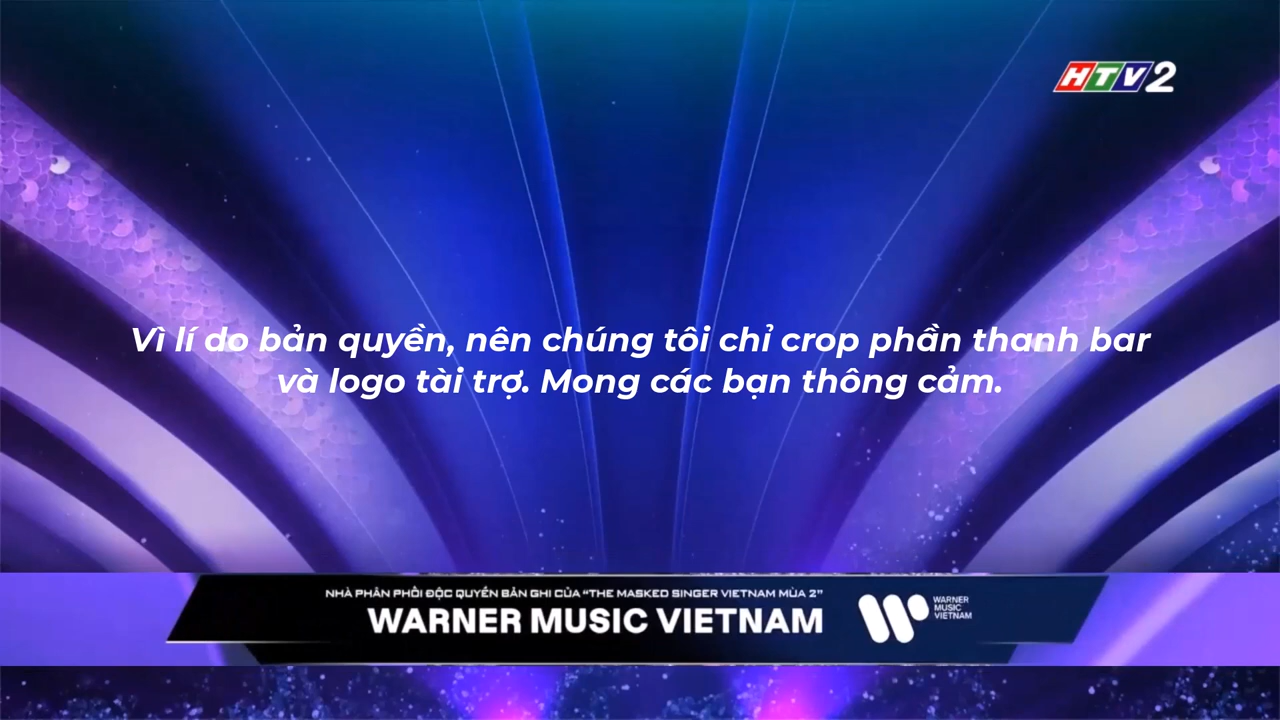 HTV2
Vì lí do bản quyền, nên chúng tôi chỉ crop phần thanh bar
và logo tài trợ. Mong các bạn thông cảm.
NHÀ PHÂN PHỐI ĐỘC QUYỀN BẢN GHI CỦA “THE MASKED SINGER VIETNAM MÙA 2”
WARNER MUSIC VIETNAM
WARNER
MUSIC
VIETNAM